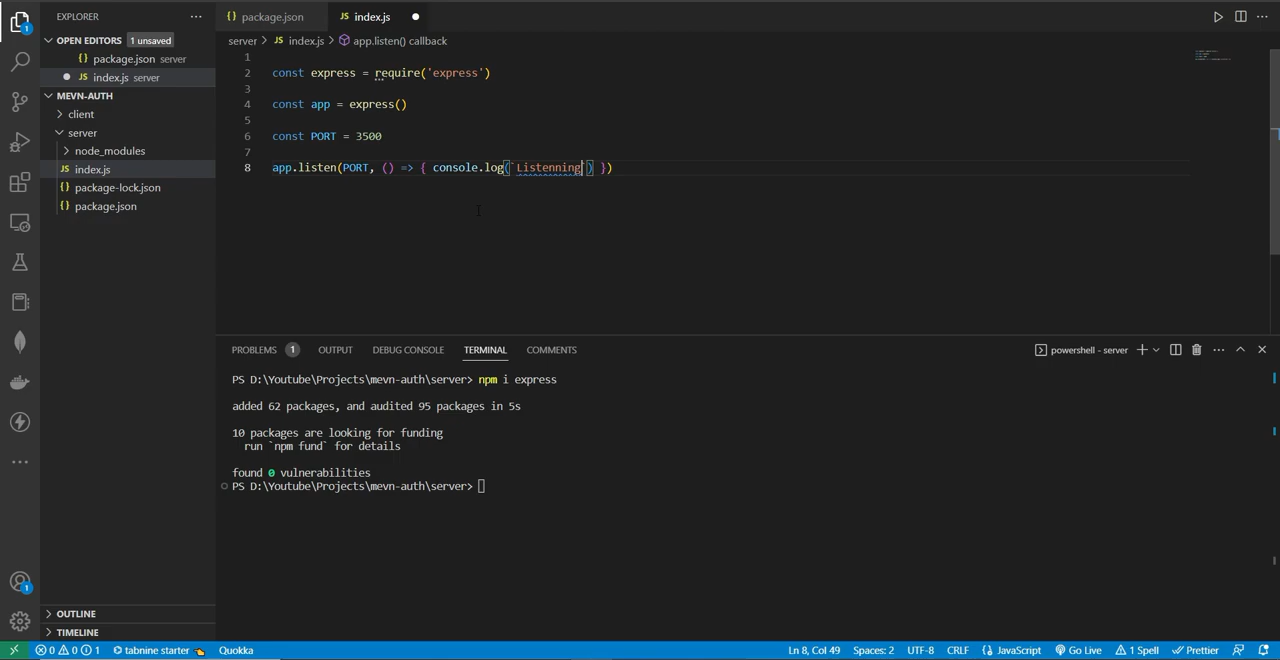 EXPLORER
OPEN EDITORS 1 unsaved
package.json server
index.js server
MEVN-AUTH
client
server
node_modules
index.js
package-lock.json
package.json
OUTLINE
TIMELINE
package.json
index.js
server > index.js > app.listen() callback
1
2 const express = require('express')
3
4 const app = express()
5
6 const PORT = 3500
7
8 app.listen(PORT, () => { console.log(`Listenning`) })
PROBLEMS 1 OUTPUT DEBUG CONSOLE TERMINAL COMMENTS
powershell - server
PS D:\Youtube\Projects\mevn-auth\server> npm i express
added 62 packages, and audited 95 packages in 5s
10 packages are looking for funding
run `npm fund` for details
found 0 vulnerabilities
PS D:\Youtube\Projects\mevn-auth\server>
1
1
0 0 1 tabnine starter Quokka Ln 8, Col 49 Spaces: 2 UTF-8 CRLF JavaScript Go Live 1 Spell Prettier